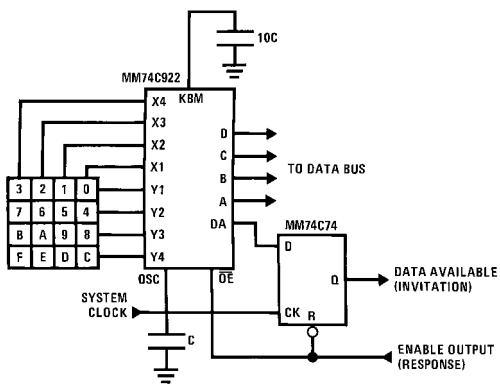 10C
MM74C922
KBM
X4
X3
X2
X1
Y1
Y2
Y3
Y4
D
C
B
A
DA
TO DATA BUS
3 2 1 0
7 6 5 4
B A 9 8
F E D C
OSC
OE
MM74C74
D
Q
CK
R
DATA AVAILABLE
(INVITATION)
SYSTEM
CLOCK
C
ENABLE OUTPUT
(RESPONSE)